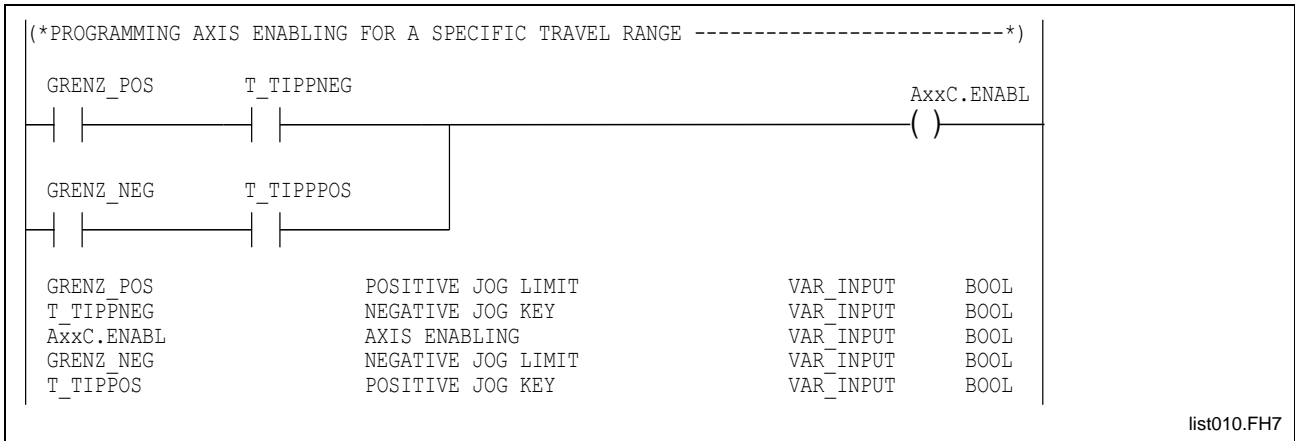 (*PROGRAMMING AXIS ENABLING FOR A SPECIFIC TRAVEL RANGE --------------------------*)
GRENZ_POS T_TIPPNEG AxxC.ENABL
( )
GRENZ_NEG T_TIPPPOS
GRENZ_POS POSITIVE JOG LIMIT VAR_INPUT BOOL
T_TIPPNEG NEGATIVE JOG KEY VAR_INPUT BOOL
AxxC.ENABL AXIS ENABLING VAR_INPUT BOOL
GRENZ_NEG NEGATIVE JOG LIMIT VAR_INPUT BOOL
T_TIPPOS POSITIVE JOG KEY VAR_INPUT BOOL
list010.FH7